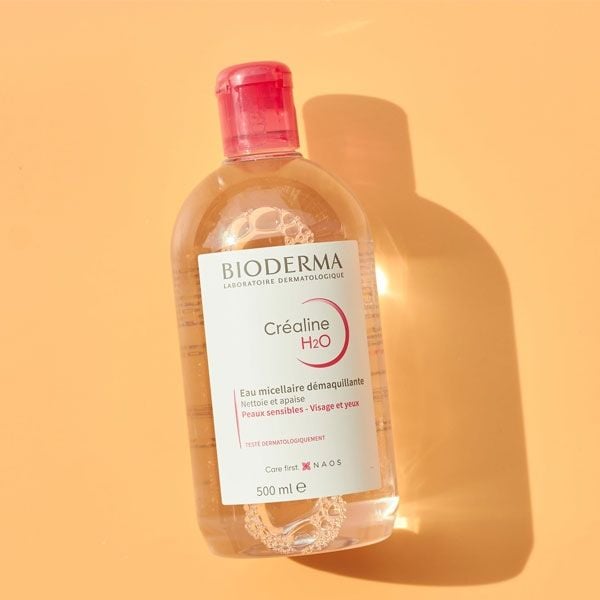 BIODERMA
LABORATOIRE DERMATOLOGIQUE
Créaline
H2O
Eau micellaire démaquillante
Nettoie et apaise
Peaux sensibles - Visage et yeux
TESTÉ DERMATOLOGIQUEMENT
Care first. NAOS
500 ml ℮